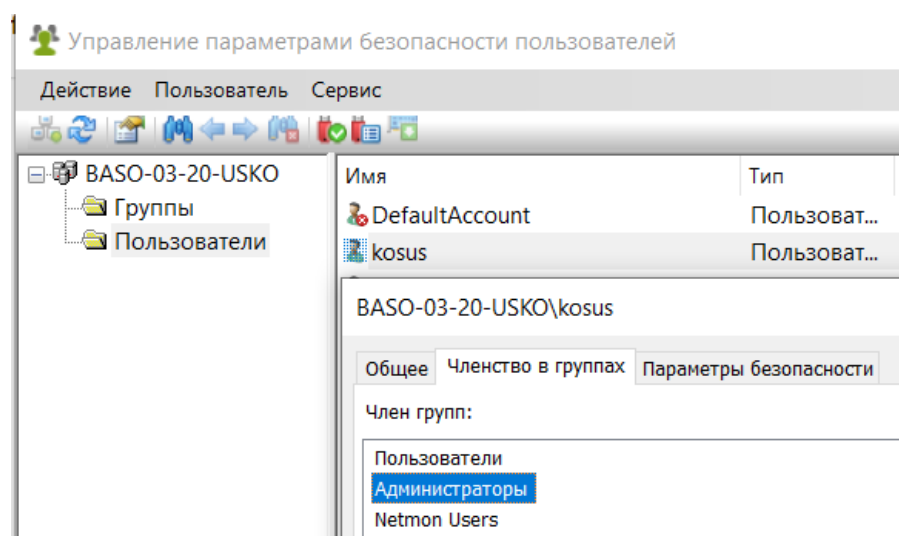 Управление параметрами безопасности пользователей
Действие Пользователь Сервис
BASO-03-20-USKO
Группы
Пользователи
Имя Тип
DefaultAccount Пользоват...
kosus Пользоват...
BASO-03-20-USKO\kosus
Общее Членство в группах Параметры безопасности
Член групп:
Пользователи
Администраторы
Netmon Users